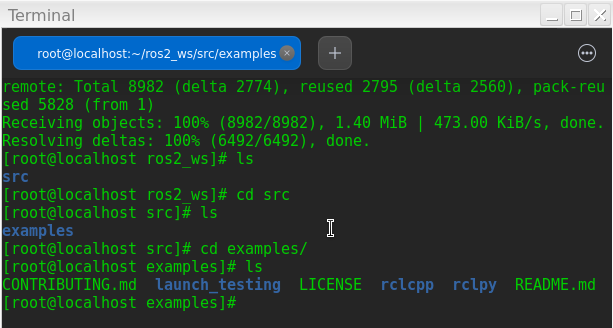 Terminal
root@localhost:~/ros2_ws/src/examples
remote: Total 8982 (delta 2774), reused 2795 (delta 2560), pack-reu
sed 5828 (from 1)
Receiving objects: 100% (8982/8982), 1.40 MiB | 473.00 KiB/s, done.
Resolving deltas: 100% (6492/6492), done.
[root@localhost ros2_ws]# ls
src
[root@localhost ros2_ws]# cd src
[root@localhost src]# ls
examples
[root@localhost src]# cd examples/
[root@localhost examples]# ls
CONTRIBUTING.md  launch_testing  LICENSE  rclcpp  rclpy  README.md
[root@localhost examples]#